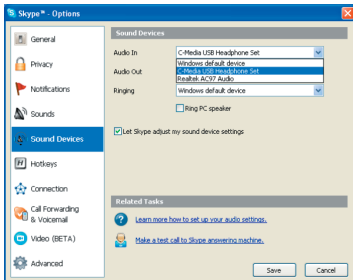 Skype™ - Options
General
Privacy
Notifications
Sounds
Sound Devices
Hotkeys
Connection
Call Forwarding
& Voicemail
Video (BETA)
Advanced
Sound Devices
Audio In
C-Media USB Headphone Set
Windows default device
C-Media USB Headphone Set
Realtek AC97 Audio
Audio Out
Ringing
Windows default device
Ring PC speaker
Let Skype adjust my sound device settings
Related Tasks
Learn more how to set up your audio settings.
Make a test call to Skype answering machine.
Save
Cancel